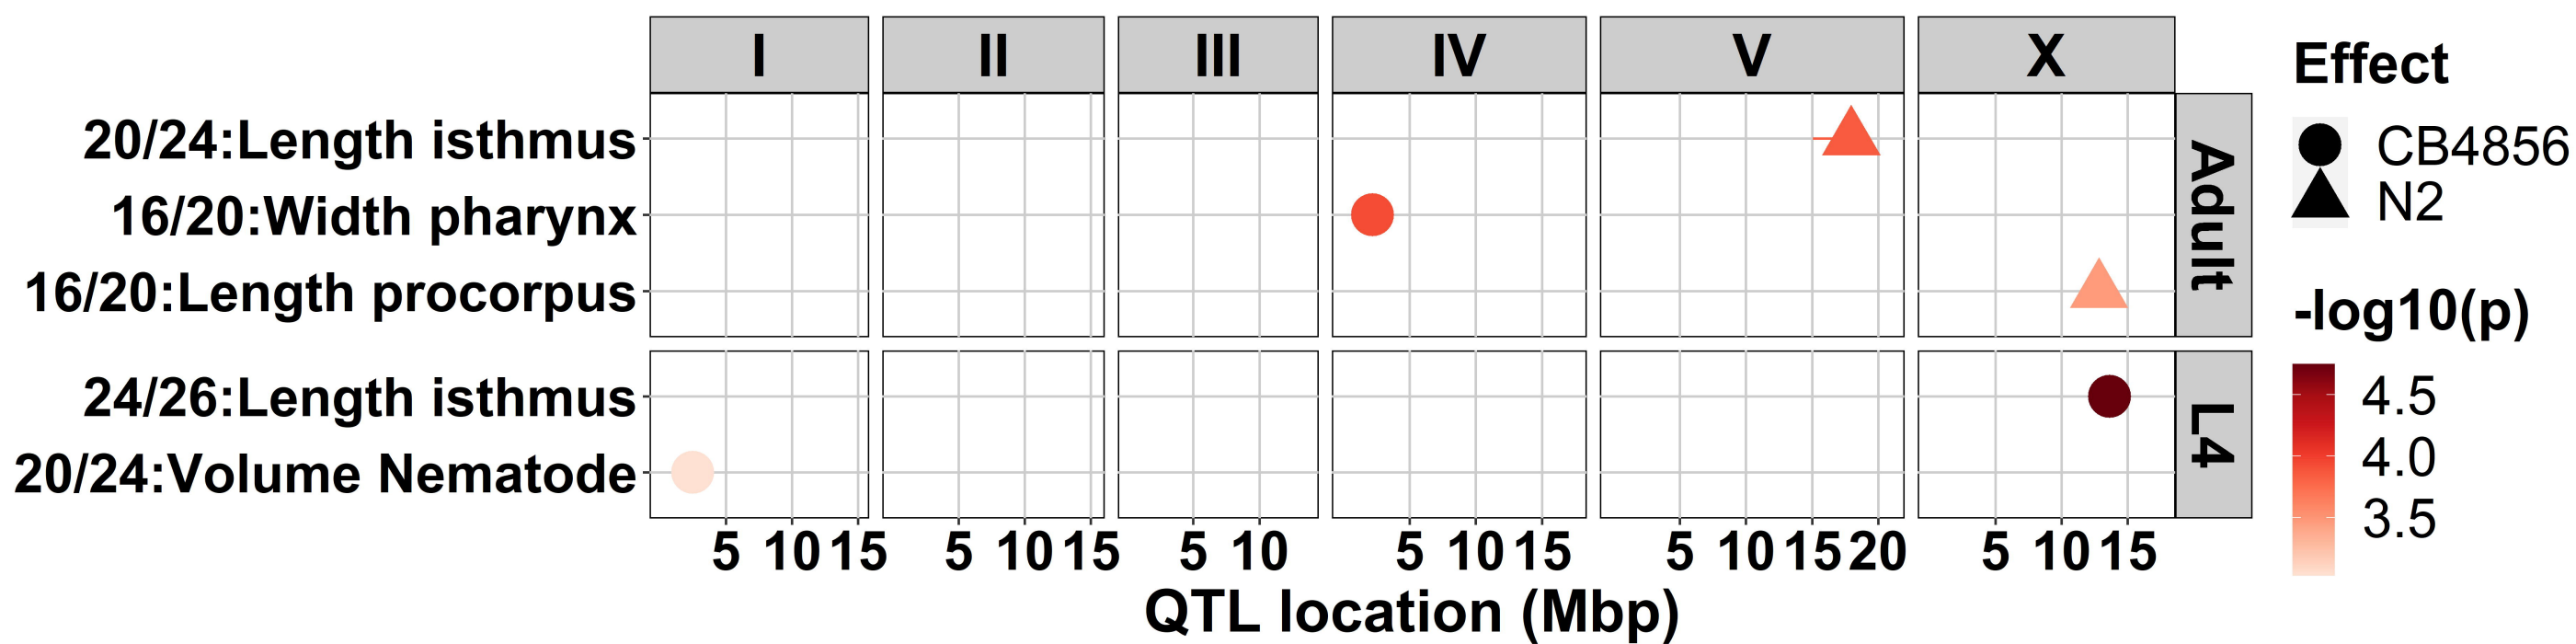 I II III IV V X
20/24:Length isthmus
16/20:Width pharynx
16/20:Length procorpus
Adult
24/26:Length isthmus
20/24:Volume Nematode
L4
5 10 15 5 10 15 5 10 5 10 15 5 10 15 20 5 10 15
QTL location (Mbp)
Effect
CB4856
N2
-log10(p)
4.5
4.0
3.5